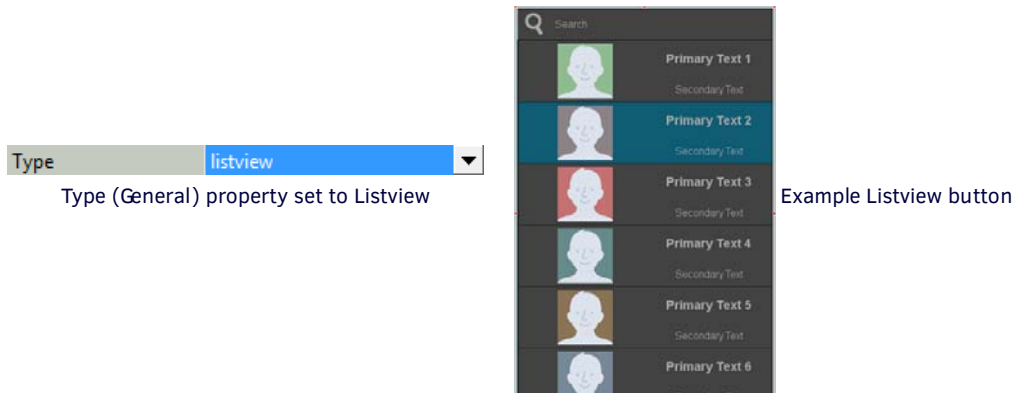 Type listview
Type (General) property set to Listview
Search
Primary Text 1
Secondary Text
Primary Text 2
Secondary Text
Primary Text 3
Secondary Text
Example Listview button
Primary Text 4
Secondary Text
Primary Text 5
Secondary Text
Primary Text 6